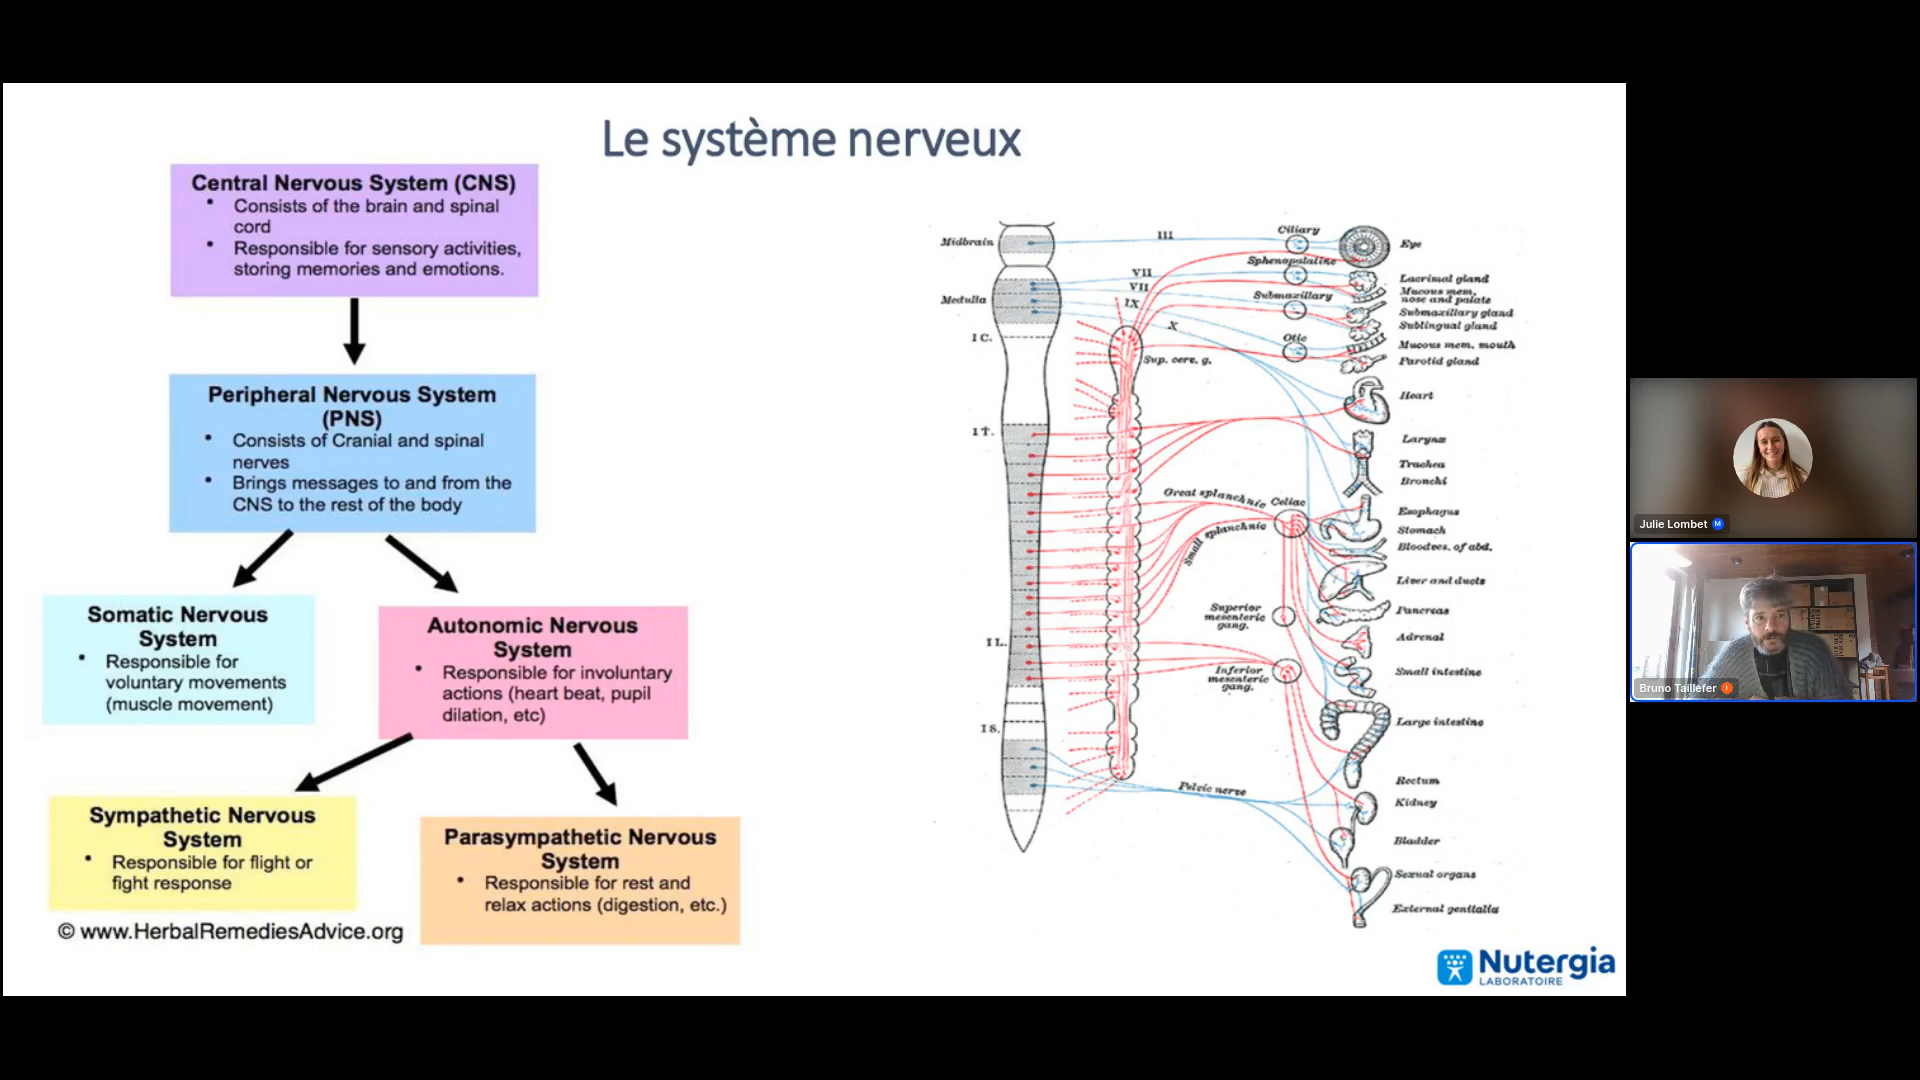 Le système nerveux
Central Nervous System (CNS)
• Consists of the brain and spinal
cord
• Responsible for sensory activities,
storing memories and emotions.
Peripheral Nervous System
(PNS)
• Consists of Cranial and spinal
nerves
• Brings messages to and from the
CNS to the rest of the body
Somatic Nervous
System
• Responsible for
voluntary movements
(muscle movement)
Autonomic Nervous
System
• Responsible for involuntary
actions (heart beat, pupil
dilation, etc)
Sympathetic Nervous
System
• Responsible for flight or
fight response
Parasympathetic Nervous
System
• Responsible for rest and
relax actions (digestion, etc.)
© www.HerbalRemediesAdvice.org
Midbrain
Medulla
I C.
I T.
I L.
I S.
III
VII
VII
IX
X
Sup. cerv. g.
Ciliary
Sphenopalatine
Submaxillary
Otic
Great splanchnic
Celiac
Small splanchnic
Superior
mesenteric
gang.
Inferior
mesenteric
gang.
Pelvic nerve
Eye
Lacrimal gland
Mucous mem.
nose and palate
Submaxillary gland
Sublingual gland
Mucous mem. mouth
Parotid gland
Heart
Larynx
Trachea
Bronchi
Esophagus
Stomach
Bloodves. of abd.
Liver and ducts
Pancreas
Adrenal
Small intestine
Large intestine
Rectum
Kidney
Bladder
Sexual organs
External genitalia
Nutergia
LABORATOIRE
Julie Lombet M
Bruno Taillefer